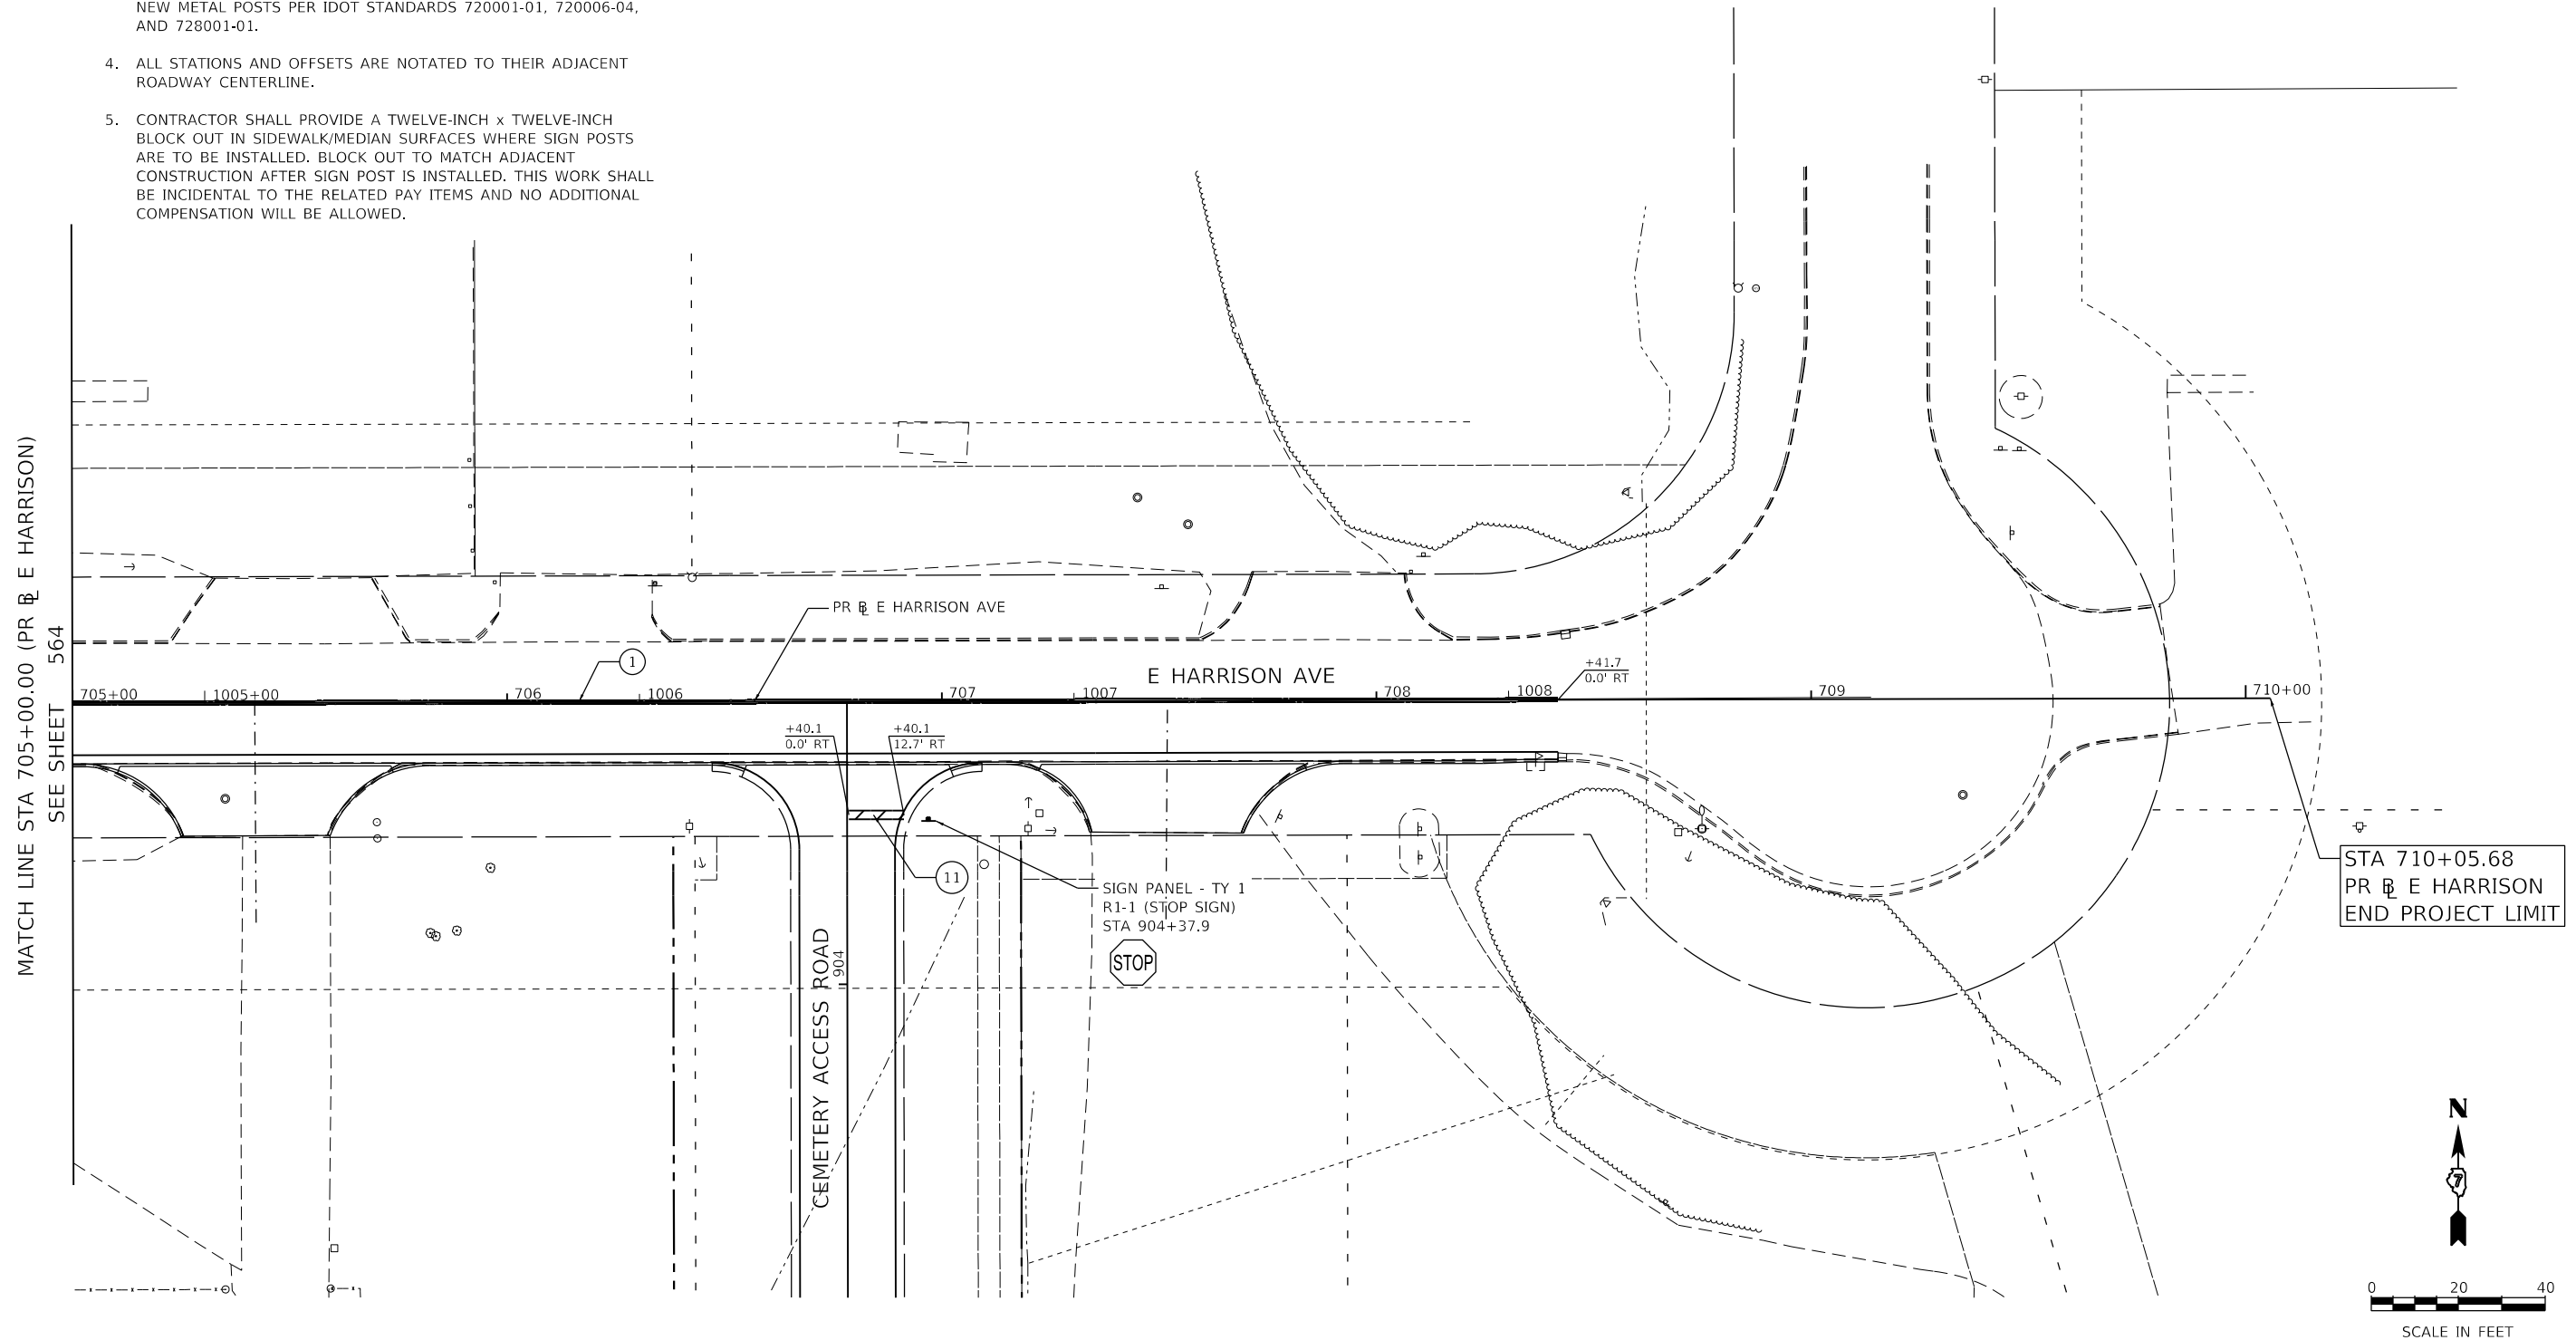 NEW METAL POSTS PER IDOT STANDARDS 720001-01, 720006-04,
AND 728001-01.
4. ALL STATIONS AND OFFSETS ARE NOTATED TO THEIR ADJACENT
ROADWAY CENTERLINE.
5. CONTRACTOR SHALL PROVIDE A TWELVE-INCH x TWELVE-INCH
BLOCK OUT IN SIDEWALK/MEDIAN SURFACES WHERE SIGN POSTS
ARE TO BE INSTALLED. BLOCK OUT TO MATCH ADJACENT
CONSTRUCTION AFTER SIGN POST IS INSTALLED. THIS WORK SHALL
BE INCIDENTAL TO THE RELATED PAY ITEMS AND NO ADDITIONAL
COMPENSATION WILL BE ALLOWED.
MATCH LINE STA 705+00.00 (PR BL E HARRISON)
SEE SHEET 564
PR BL E HARRISON AVE
1
E HARRISON AVE
+41.7
0.0' RT
705+00
1005+00
706
1006
707
1007
708
1008
709
710+00
+40.1
0.0' RT
+40.1
12.7' RT
11
SIGN PANEL - TY 1
R1-1 (STOP SIGN)
STA 904+37.9
STOP
CEMETERY ACCESS ROAD
904
STA 710+05.68
PR BL E HARRISON
END PROJECT LIMIT
N
7
0 20 40
SCALE IN FEET